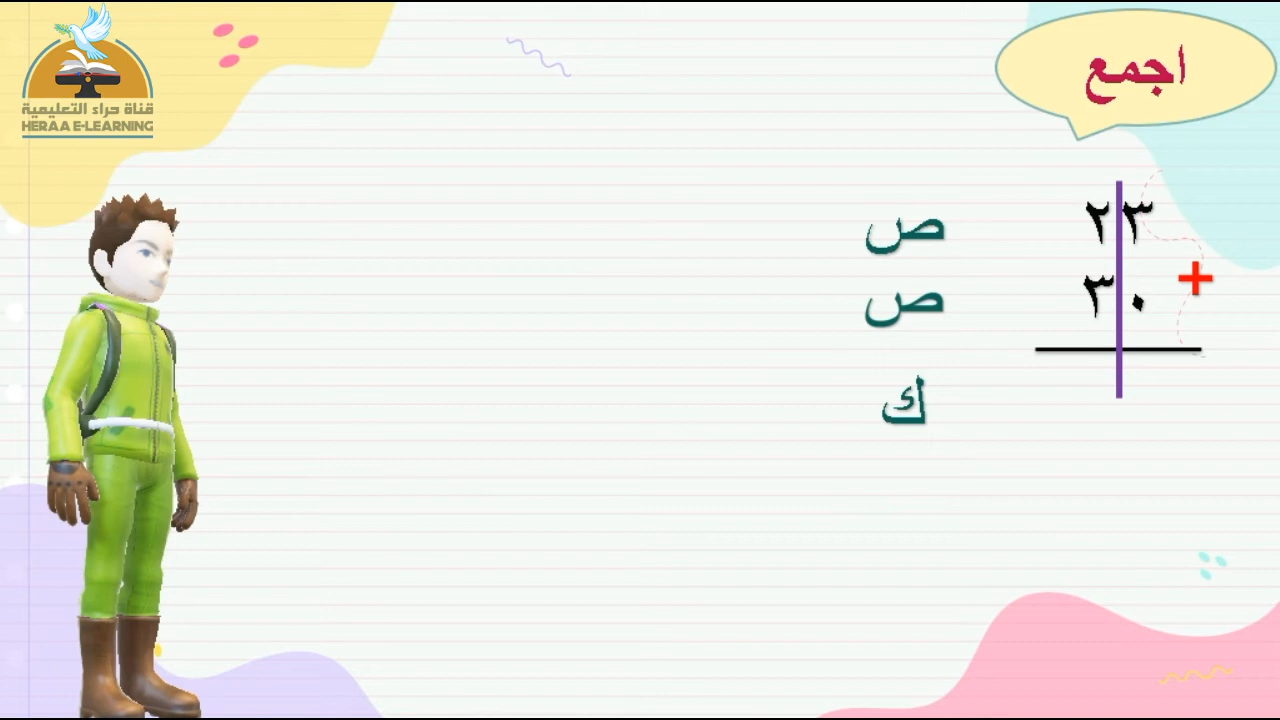 قناة حراء التعليمية
HERAA E-LEARNING
اجمع
٢٣ ص
+ ٣٠ ص
ك